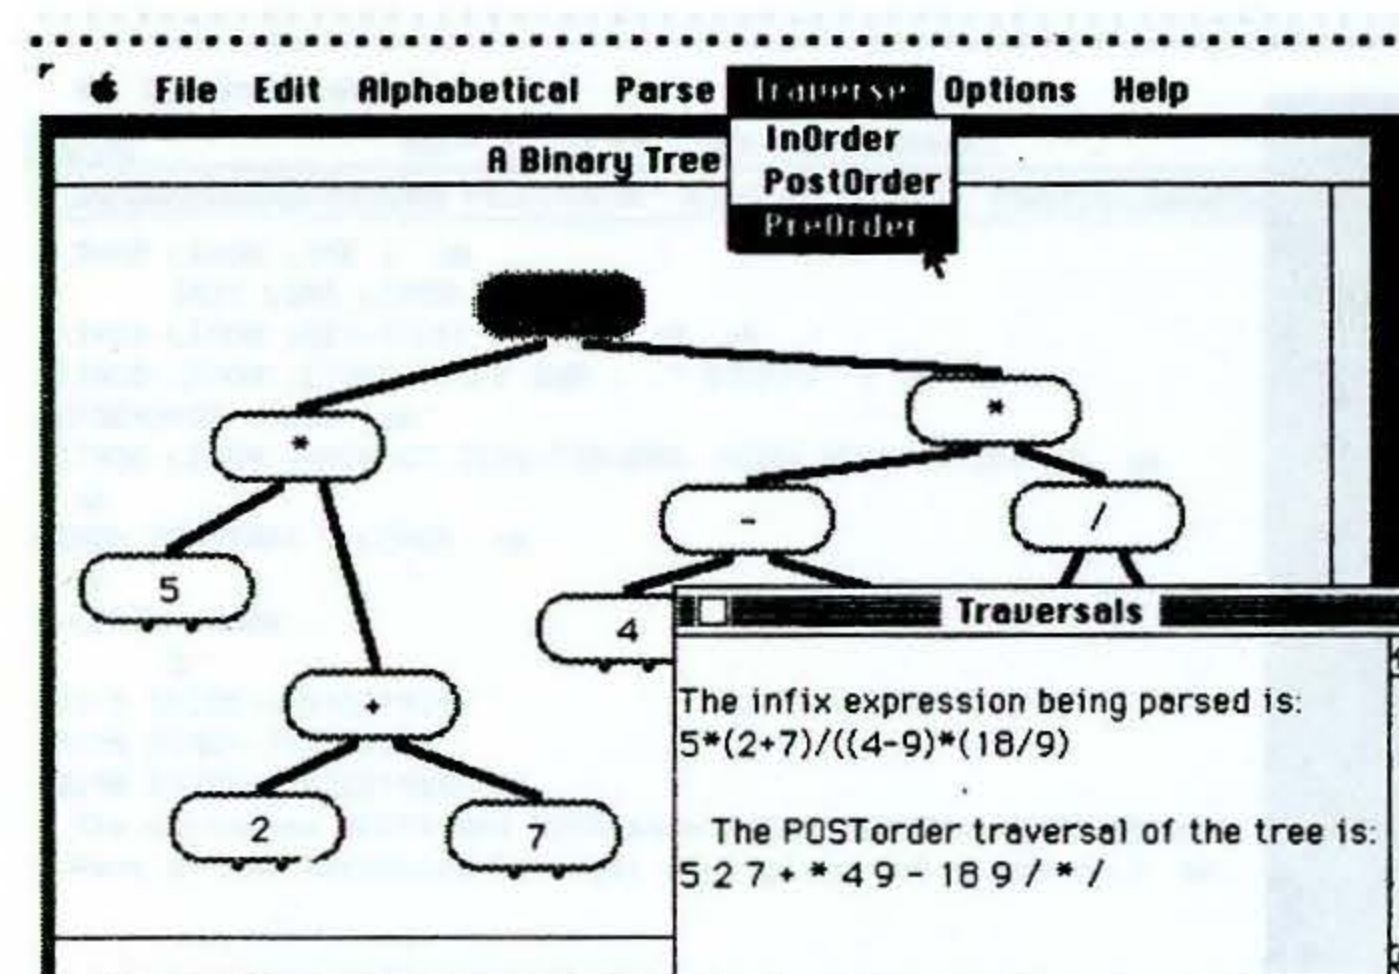 File Edit Alphabetical Parse Traverse Options Help
InOrder
PostOrder
PreOrder
A Binary Tree
*
*
-
/
5
4
+
2
7
Traversals
The infix expression being parsed is:
5*(2+7)/((4-9)*(18/9)
The POSTorder traversal of the tree is:
5 2 7 + * 4 9 - 18 9 / * /